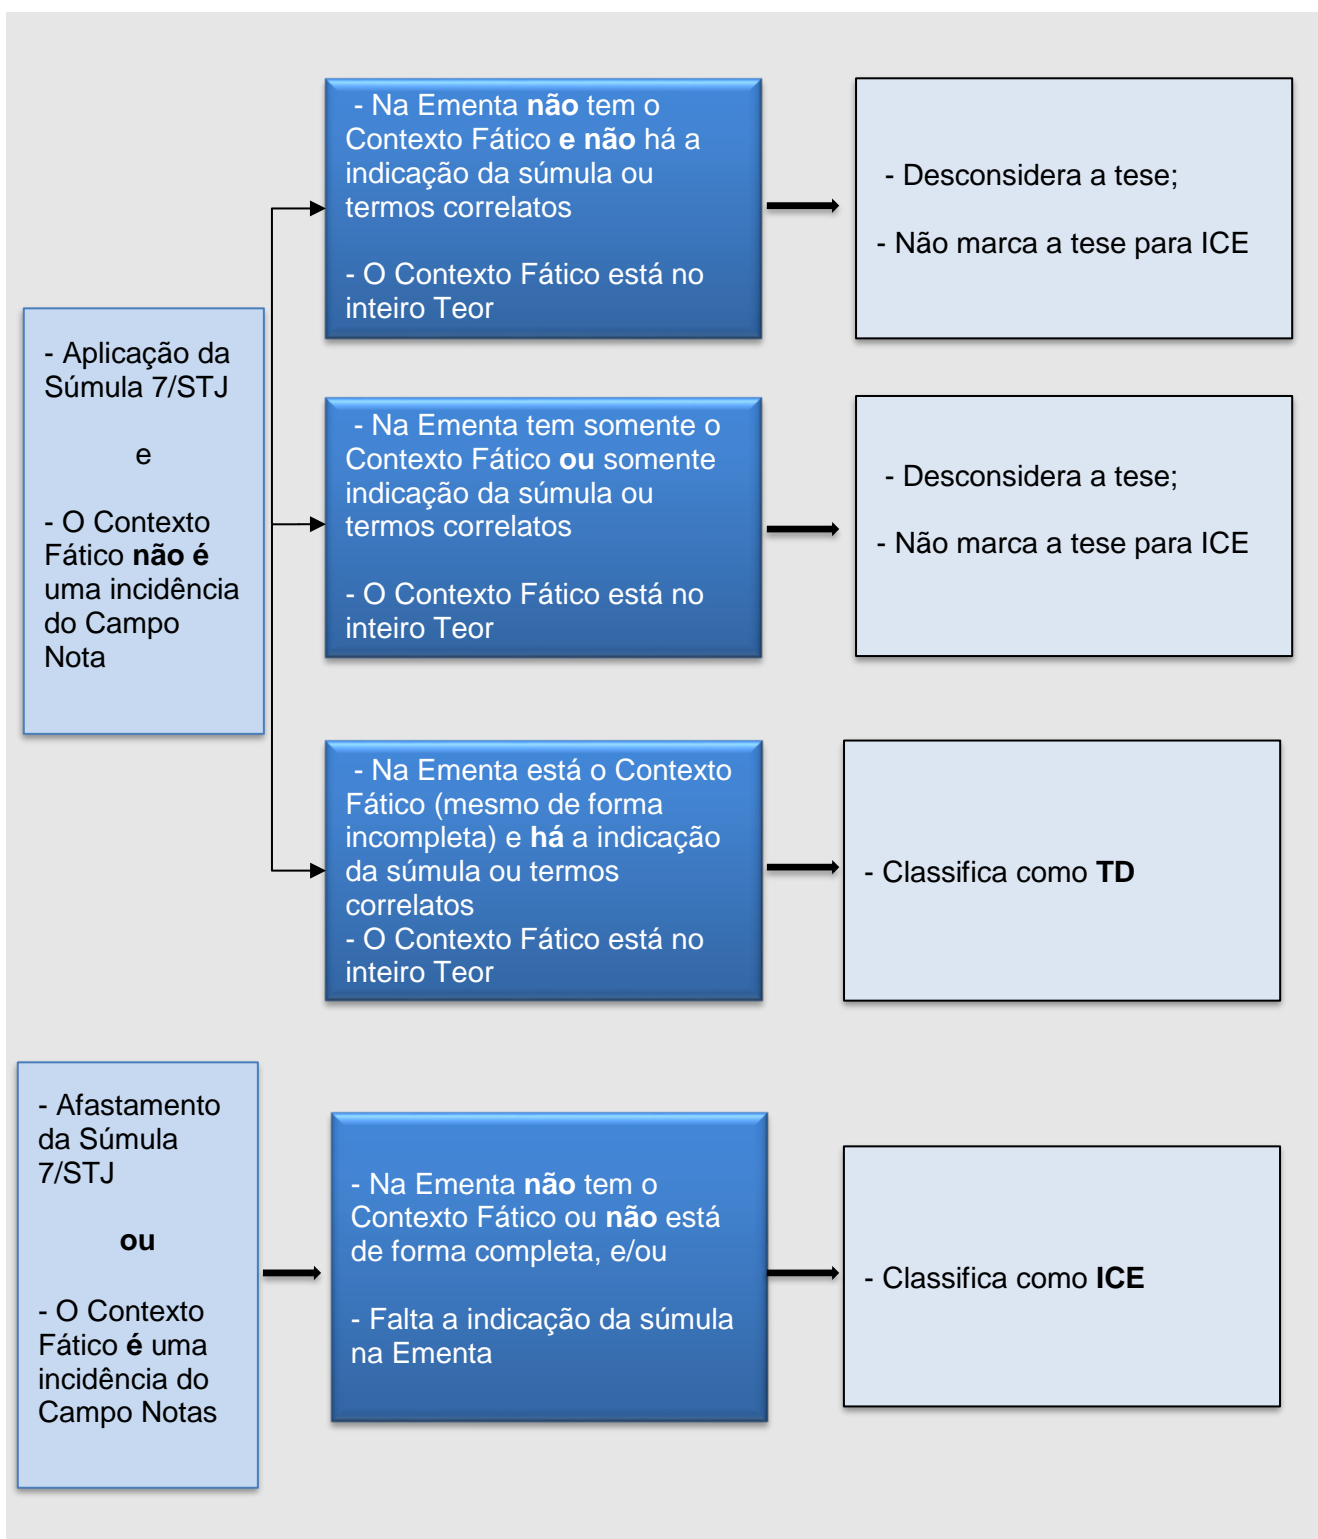 - Aplicação da
Súmula 7/STJ
e
- O Contexto
Fático não é
uma incidência
do Campo
Nota
- Na Ementa não tem o
Contexto Fático e não há a
indicação da súmula ou
termos correlatos
- O Contexto Fático está no
inteiro Teor
- Desconsidera a tese;
- Não marca a tese para ICE
- Na Ementa tem somente o
Contexto Fático ou somente
indicação da súmula ou
termos correlatos
- O Contexto Fático está no
inteiro Teor
- Desconsidera a tese;
- Não marca a tese para ICE
- Na Ementa está o Contexto
Fático (mesmo de forma
incompleta) e há a indicação
da súmula ou termos
correlatos
- O Contexto Fático está no
inteiro Teor
- Classifica como TD
- Afastamento
da Súmula
7/STJ
ou
- O Contexto
Fático é uma
incidência do
Campo Notas
- Na Ementa não tem o
Contexto Fático ou não está
de forma completa, e/ou
- Falta a indicação da súmula
na Ementa
- Classifica como ICE